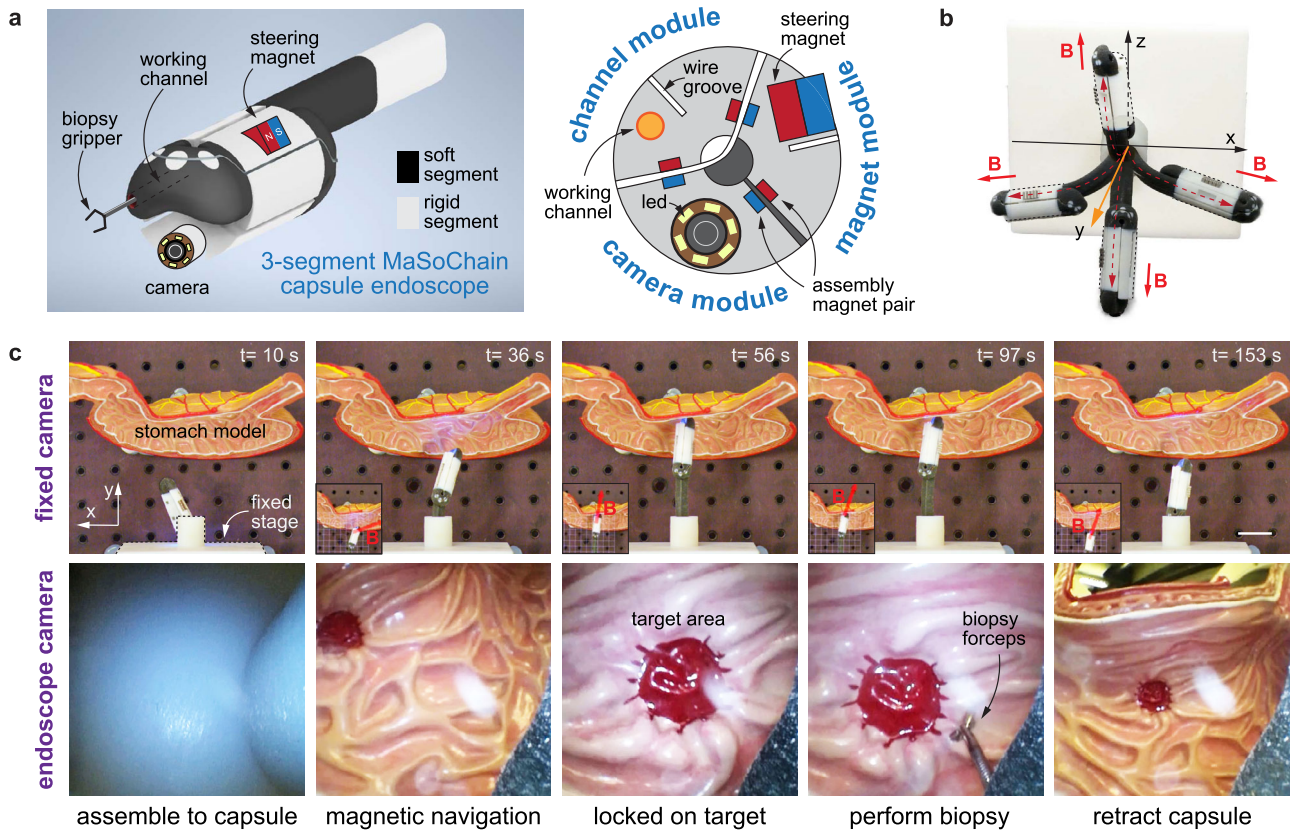 a
steering
magnet
working
channel
biopsy
gripper
N S
soft
segment
rigid
segment
camera
3-segment MaSoChain
capsule endoscope
channel module
magnet module
camera module
steering
magnet
wire
groove
working
channel
led
assembly
magnet pair
b
B
z
x
B
B
y
B
c
fixed camera
t= 10 s
t= 36 s
t= 56 s
t= 97 s
t= 153 s
stomach model
y
x
fixed
stage
B
B
B
B
endoscope camera
target area
biopsy
forceps
assemble to capsule
magnetic navigation
locked on target
perform biopsy
retract capsule